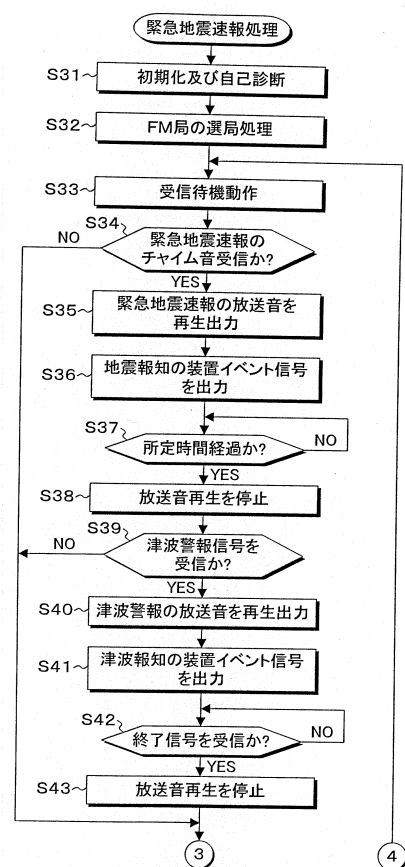 緊急地震速報処理
S31
初期化及び自己診断
S32
FM局の選局処理
S33
受信待機動作
S34
NO
緊急地震速報の
チャイム音受信か?
YES
S35
緊急地震速報の放送音を
再生出力
S36
地震報知の装置イベント信号
を出力
S37
所定時間経過か?
NO
YES
S38
放送音再生を停止
S39
NO
津波警報信号を
受信か?
YES
S40
津波警報の放送音を再生出力
S41
津波報知の装置イベント信号
を出力
S42
終了信号を受信か?
NO
YES
S43
放送音再生を停止
3
4